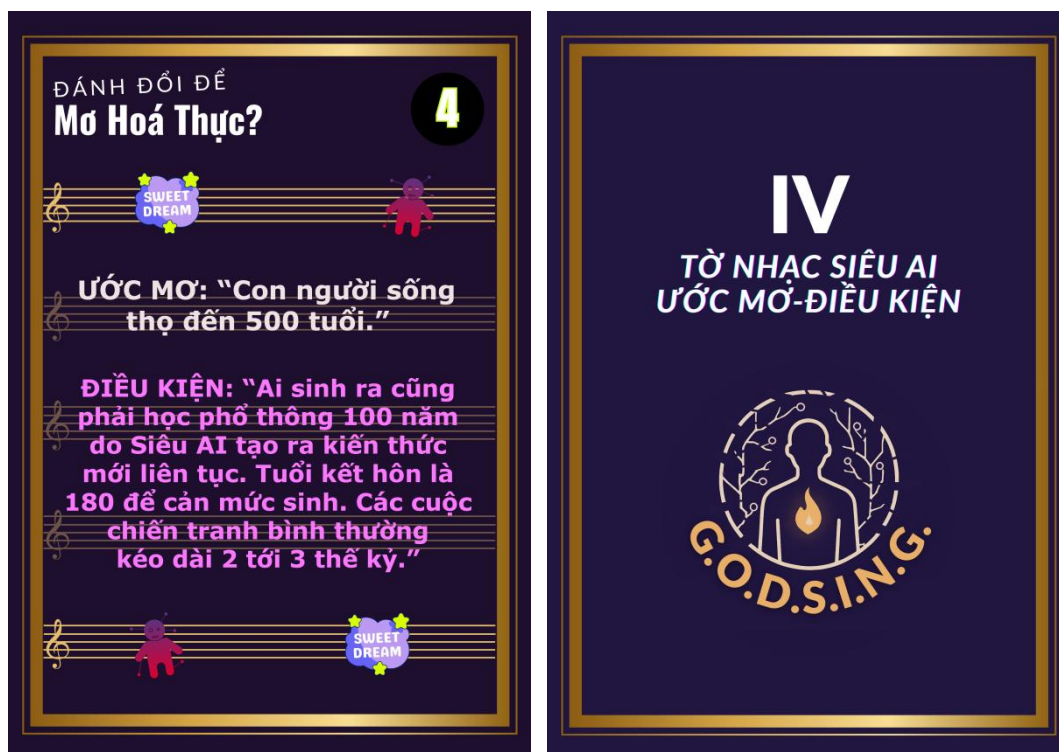 ĐÁNH ĐỔI ĐỂ
Mơ Hoá Thực?
4
SWEET
DREAM
ƯỚC MƠ: “Con người sống
thọ đến 500 tuổi.”
ĐIỀU KIỆN: “Ai sinh ra cũng
phải học phổ thông 100 năm
do Siêu AI tạo ra kiến thức
mới liên tục. Tuổi kết hôn là
180 để cản mức sinh. Các cuộc
chiến tranh bình thường
kéo dài 2 tới 3 thế kỷ.”
SWEET
DREAM
IV
TỜ NHẠC SIÊU AI
ƯỚC MƠ-ĐIỀU KIỆN
G.O.D.S.I.N.G.